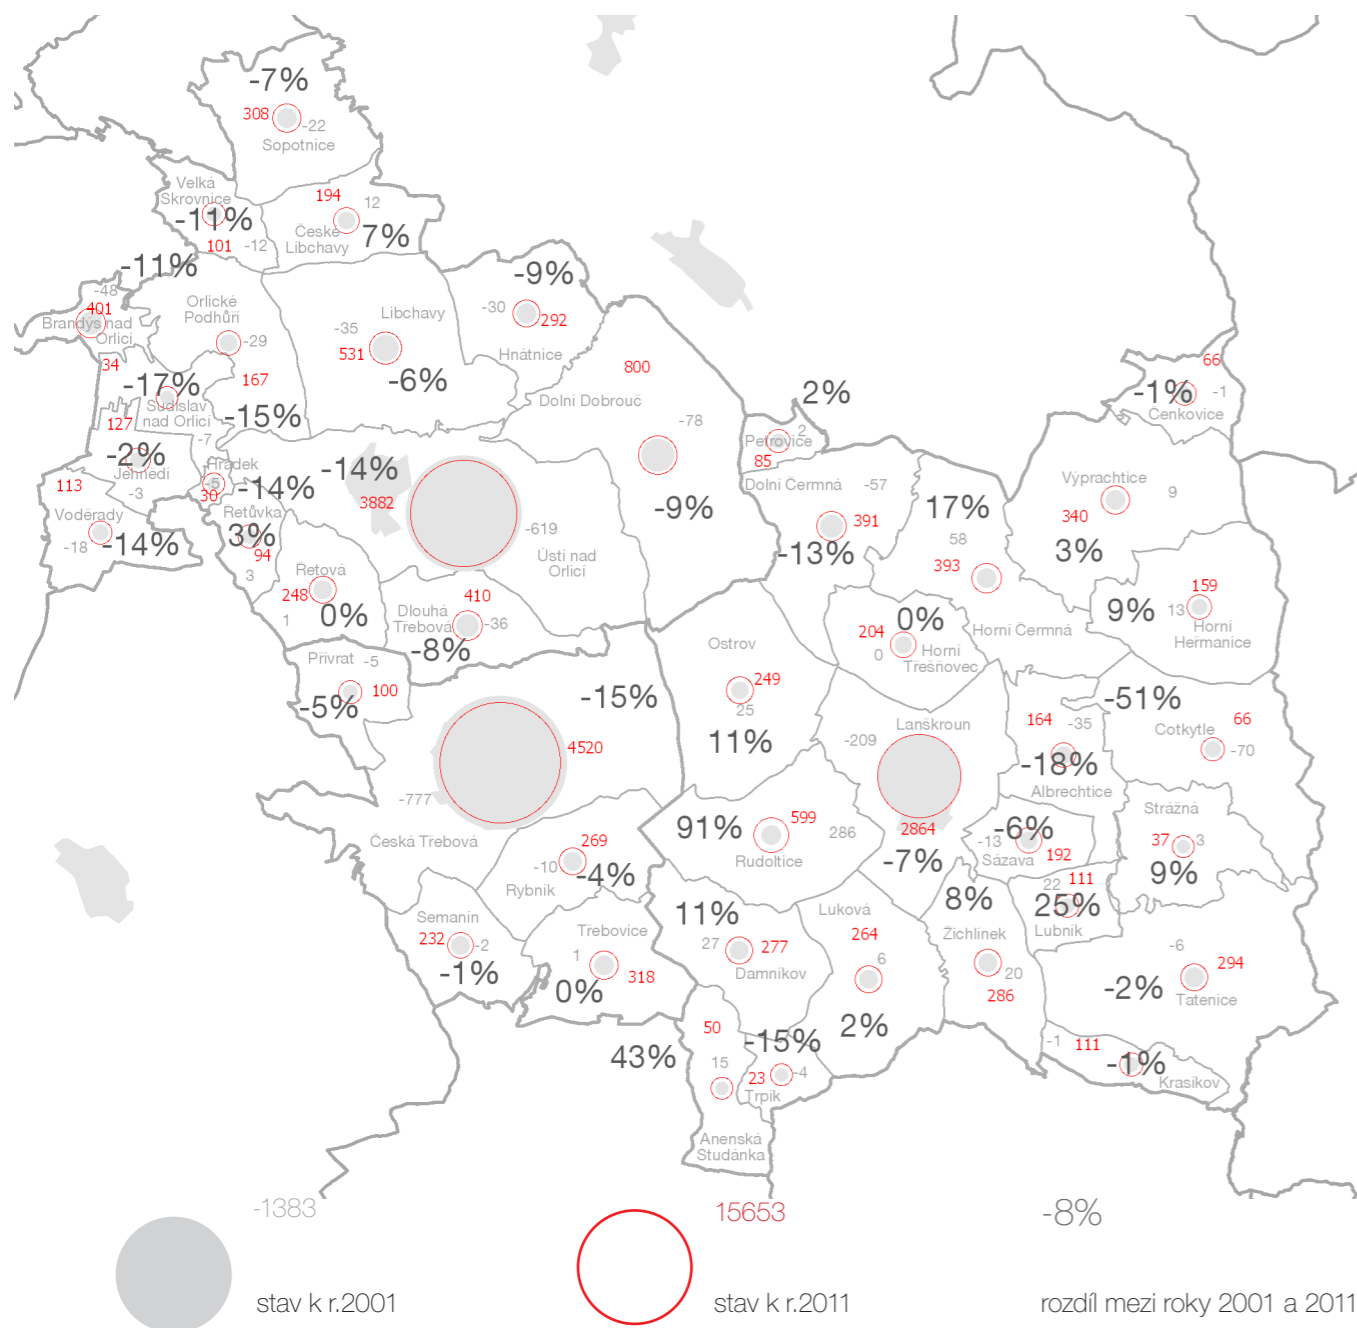 -7%
308
-22
Sopotnice
Velká
Skrovnice
-11%
101
-12
194
12
České
Libchavy
7%
-11%
-48
401
Brandýs nad
Orlicí
Orlické
Podhůří
-29
167
-15%
-35
Libchavy
531
-6%
-9%
-30
292
Hnátnice
800
Dolní Dobrouč
-78
-9%
34
-17%
Sudislav
nad Orlicí
-7
127
-2%
Jehnědí
-3
Hrádek
-5
30
-14%
113
Voděrady
-18
-14%
Řetůvka
3%
94
3
-14%
3882
-619
Ústí nad
Orlicí
Řetová
248
0%
1
Dlouhá
Třebová
410
-36
-8%
Přívrat
-5
100
-5%
-15%
4520
-777
Česká Třebová
2%
Petrovice
2
85
Dolní Čermná
-57
391
-13%
17%
58
393
Horní Čermná
66
-1%
-1
Čenkovice
Výprachtice
9
340
3%
159
9%
13
Horní
Heřmanice
0%
204
0
Horní
Třešňovec
Ostrov
249
25
11%
Lanškroun
-209
2864
-7%
164
-35
-18%
Albrechtice
-51%
66
Cotkytle
-70
Strážná
37
3
9%
91%
599
286
Rudoltice
-6%
-13
192
Sázava
22
111
25%
Lubník
269
-10
-4%
Rybník
Semanín
232
-2
-1%
Třebovice
1
318
0%
11%
27
277
Damníkov
Luková
264
6
2%
8%
Žichlínek
20
286
-6
294
-2%
Tatenice
-1
111
-1%
Krasíkov
43%
50
15
Anenská
Studánka
-15%
23
-4
Trpík
-1383
15653
-8%
stav k r.2001
stav k r.2011
rozdíl mezi roky 2001 a 2011